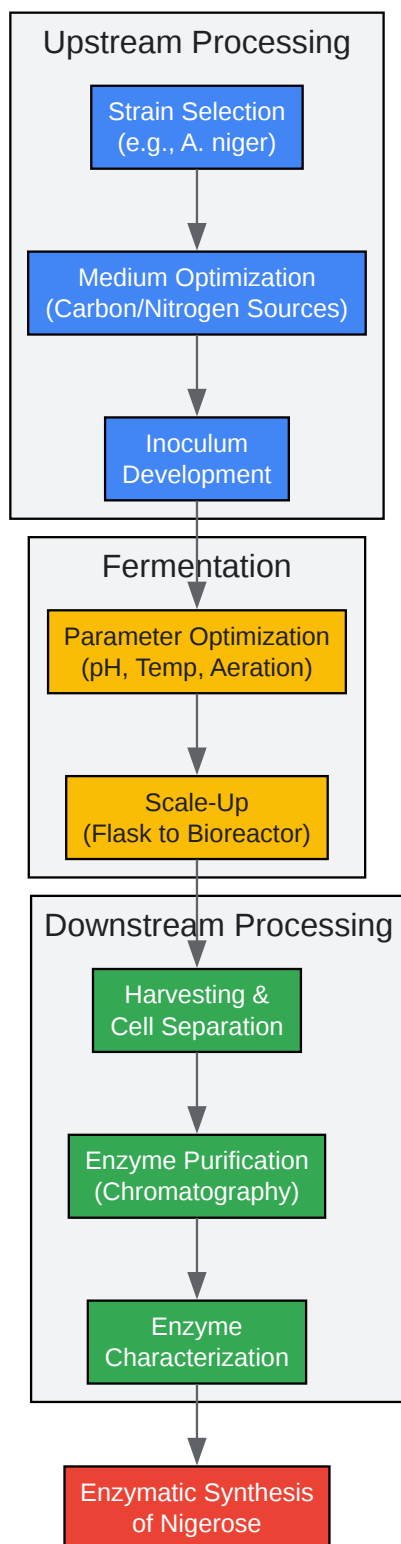 Upstream Processing
Strain Selection
(e.g., A. niger)
Medium Optimization
(Carbon/Nitrogen Sources)
Inoculum
Development
Fermentation
Parameter Optimization
(pH, Temp, Aeration)
Scale-Up
(Flask to Bioreactor)
Downstream Processing
Harvesting &
Cell Separation
Enzyme Purification
(Chromatography)
Enzyme
Characterization
Enzymatic Synthesis
of Nigerose